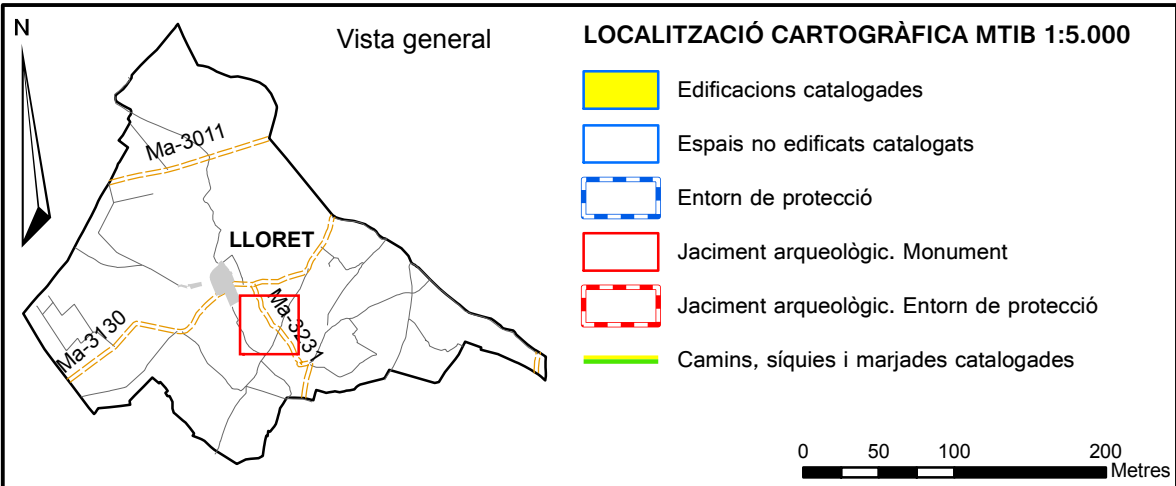 N
Vista general
Ma-3011
LLORET
Ma-3130
Ma-3231
LOCALITZACIÓ CARTOGRÀFICA MTIB 1:5.000
Edificacions catalogades
Espais no edificats catalogats
Entorn de protecció
Jaciment arqueològic. Monument
Jaciment arqueològic. Entorn de protecció
Camins, síquies i marjades catalogades
0 50 100 200
Metres